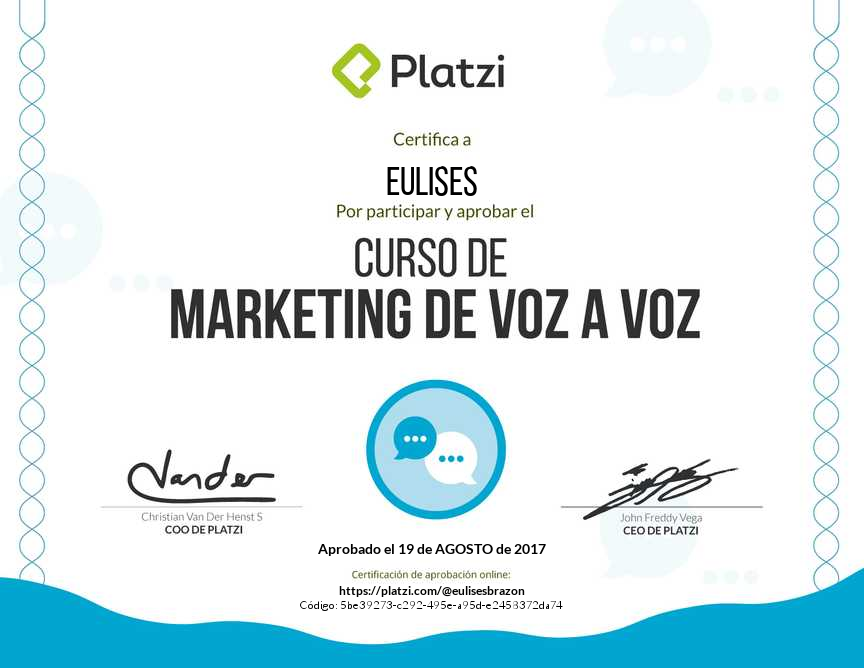 Platzi
Certifica a
EULISES
Por participar y aprobar el
CURSO DE
MARKETING DE VOZ A VOZ
Vander
Christian Van Der Henst S
COO DE PLATZI
John Freddy Vega
CEO DE PLATZI
Aprobado el 19 de AGOSTO de 2017
Certificación de aprobación online:
https://platzi.com/@eulisesbrazon
Código: 5be39273-c292-495e-a95d-e2458372da74